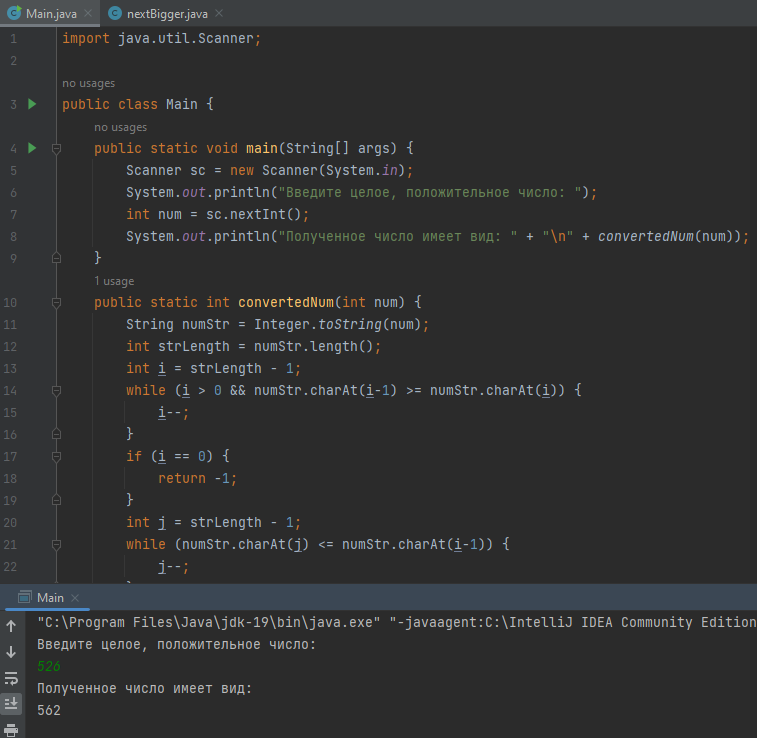 Main.java nextBigger.java
1 import java.util.Scanner;
2
no usages
3 public class Main {
no usages
4 public static void main(String[] args) {
5 Scanner sc = new Scanner(System.in);
6 System.out.println("Введите целое, положительное число: ");
7 int num = sc.nextInt();
8 System.out.println("Полученное число имеет вид: " + "\n" + convertedNum(num));
9 }
1 usage
10 public static int convertedNum(int num) {
11 String numStr = Integer.toString(num);
12 int strLength = numStr.length();
13 int i = strLength - 1;
14 while (i > 0 && numStr.charAt(i-1) >= numStr.charAt(i)) {
15 i--;
16 }
17 if (i == 0) {
18 return -1;
19 }
20 int j = strLength - 1;
21 while (numStr.charAt(j) <= numStr.charAt(i-1)) {
22 j--;
Main
"C:\Program Files\Java\jdk-19\bin\java.exe" "-javaagent:C:\IntelliJ IDEA Community Edition
Введите целое, положительное число:
526
Полученное число имеет вид:
562